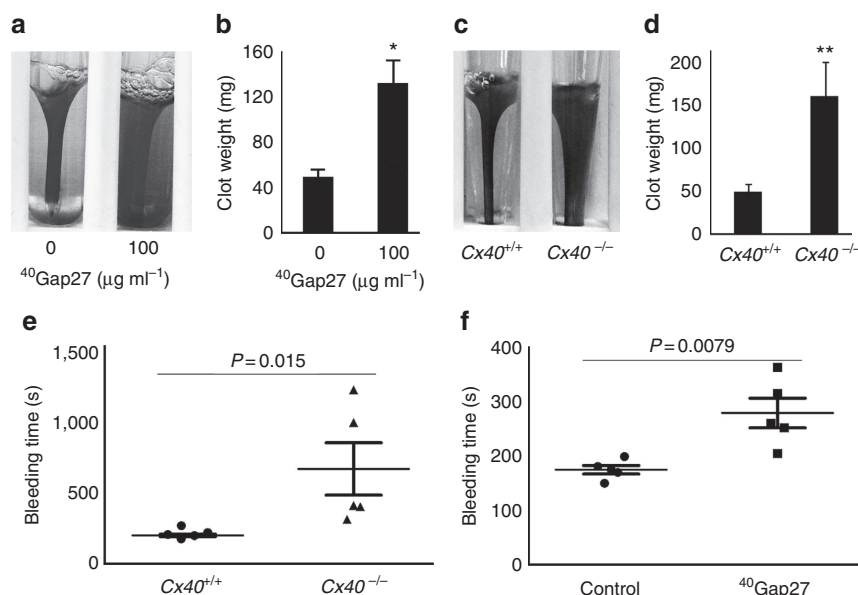 a
b
c
d
160
120
80
40
0
Clot weight (mg)
*
0
100
⁴⁰Gap27 (µg ml⁻¹)
0
100
⁴⁰Gap27 (µg ml⁻¹)
Cx40⁺/⁺
Cx40⁻/⁻
200
150
100
50
0
Clot weight (mg)
**
Cx40⁺/⁺
Cx40⁻/⁻
e
1,500
1,000
500
0
Bleeding time (s)
P=0.015
Cx40⁺/⁺
Cx40⁻/⁻
f
400
300
200
100
0
Bleeding time (s)
P=0.0079
Control
⁴⁰Gap27